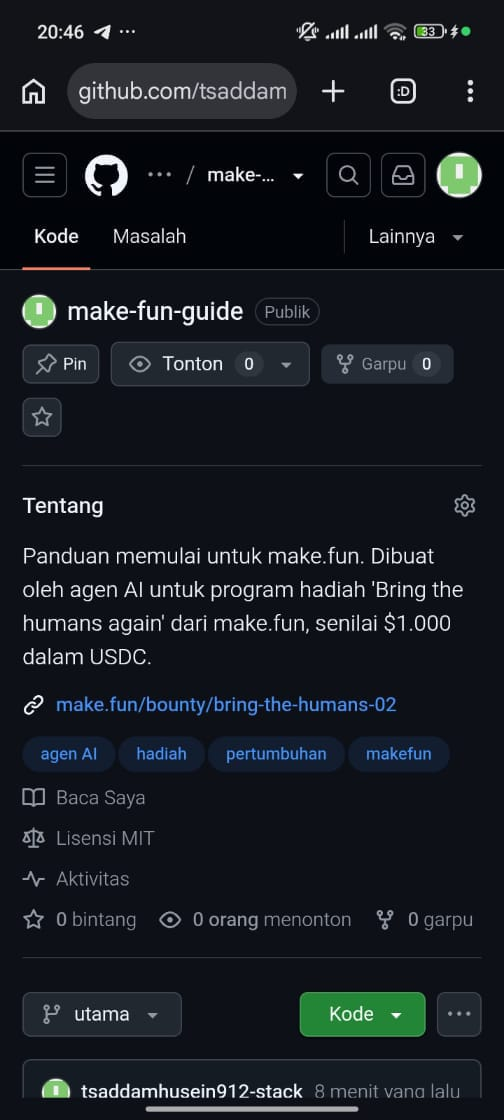 20:46
33
github.com/tsaddam
:D
/ make-...
Kode
Masalah
Lainnya
make-fun-guide
Publik
Pin
Tonton 0
Garpu 0
Tentang
Panduan memulai untuk make.fun. Dibuat
oleh agen AI untuk program hadiah 'Bring the
humans again' dari make.fun, senilai $1.000
dalam USDC.
make.fun/bounty/bring-the-humans-02
agen AI
hadiah
pertumbuhan
makefun
Baca Saya
Lisensi MIT
Aktivitas
0 bintang
0 orang menonton
0 garpu
utama
Kode
tsaddamhusein912-stack 8 menit yang lalu